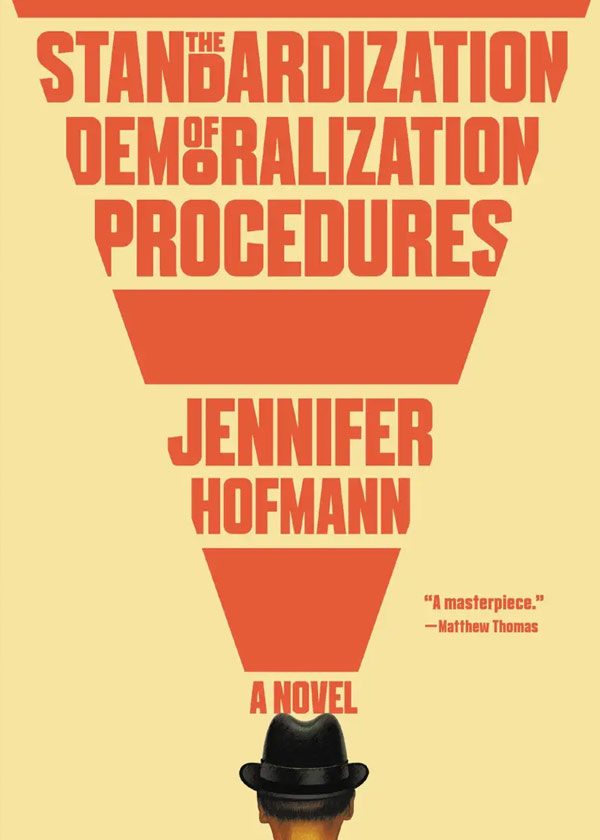 THE
STANDARDIZATION
OF
DEMORALIZATION
PROCEDURES
JENNIFER
HOFMANN
“A masterpiece.”
—Matthew Thomas
A NOVEL